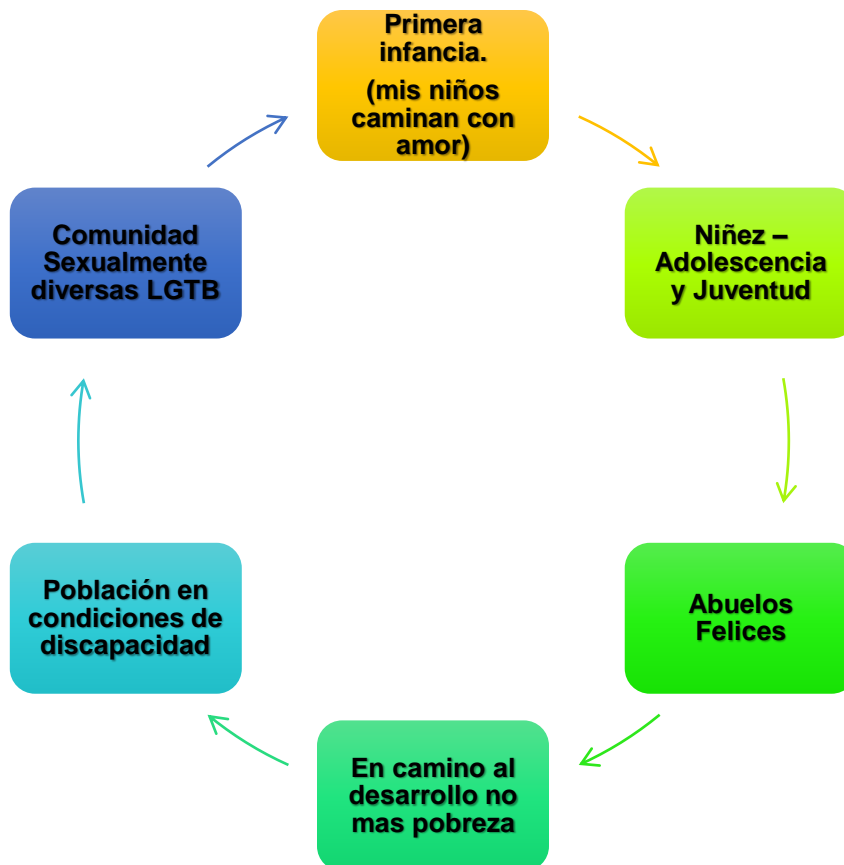 Primera
infancia.
(mis niños
caminan con
amor)
Niñez –
Adolescencia
y Juventud
Abuelos
Felices
En camino al
desarrollo no
mas pobreza
Población en
condiciones de
discapacidad
Comunidad
Sexualmente
diversas LGTB